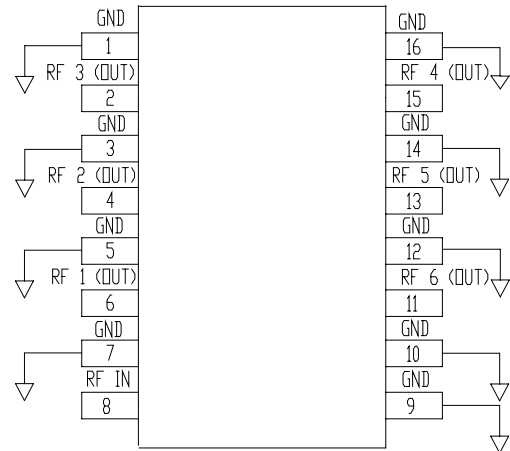 GND
1
RF 3 (OUT)
2
GND
3
RF 2 (OUT)
4
GND
5
RF 1 (OUT)
6
GND
7
RF IN
8
GND
16
RF 4 (OUT)
15
GND
14
RF 5 (OUT)
13
GND
12
RF 6 (OUT)
11
GND
10
GND
9